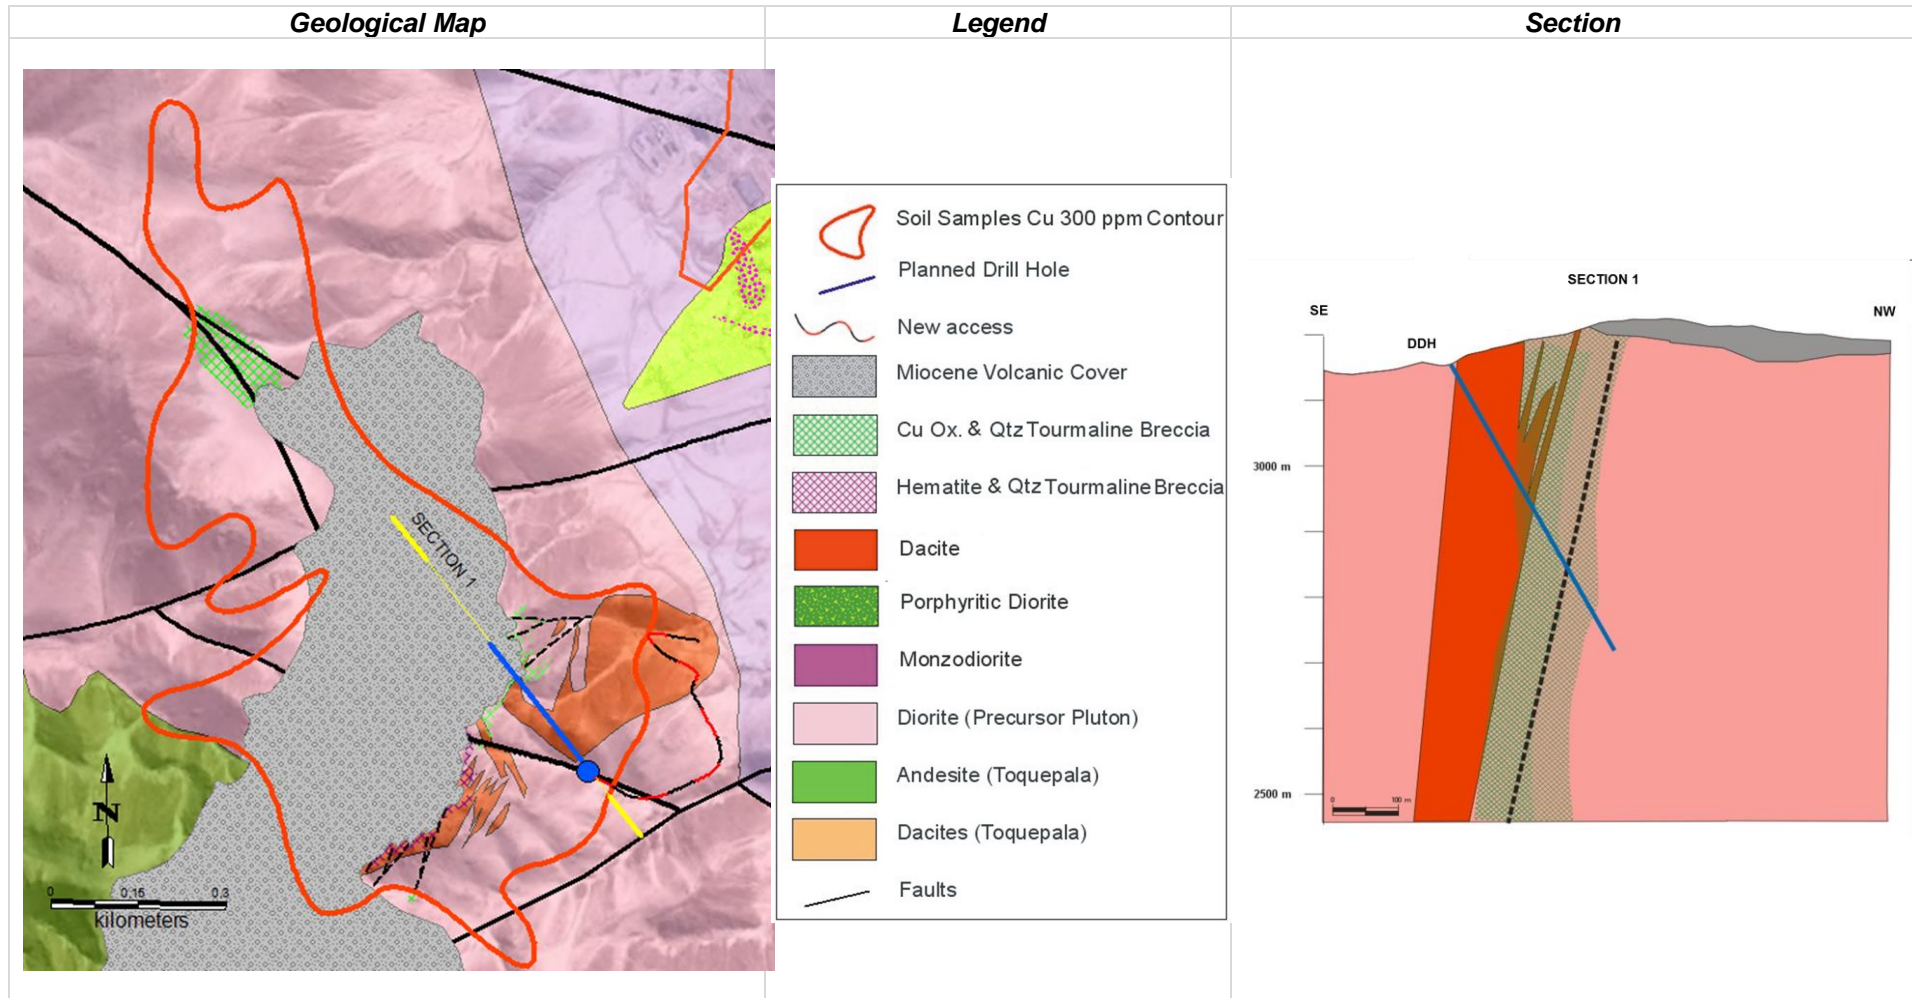 Geological Map
Legend
Section
SECTION 1
N
0 0.15 0.3
kilometers
Soil Samples Cu 300 ppm Contour
Planned Drill Hole
New access
Miocene Volcanic Cover
Cu Ox. & Qtz Tourmaline Breccia
Hematite & Qtz Tourmaline Breccia
Dacite
Porphyritic Diorite
Monzodiorite
Diorite (Precursor Pluton)
Andesite (Toquepala)
Dacites (Toquepala)
Faults
SECTION 1
SE
NW
DDH
3000 m
2500 m
0 100 m